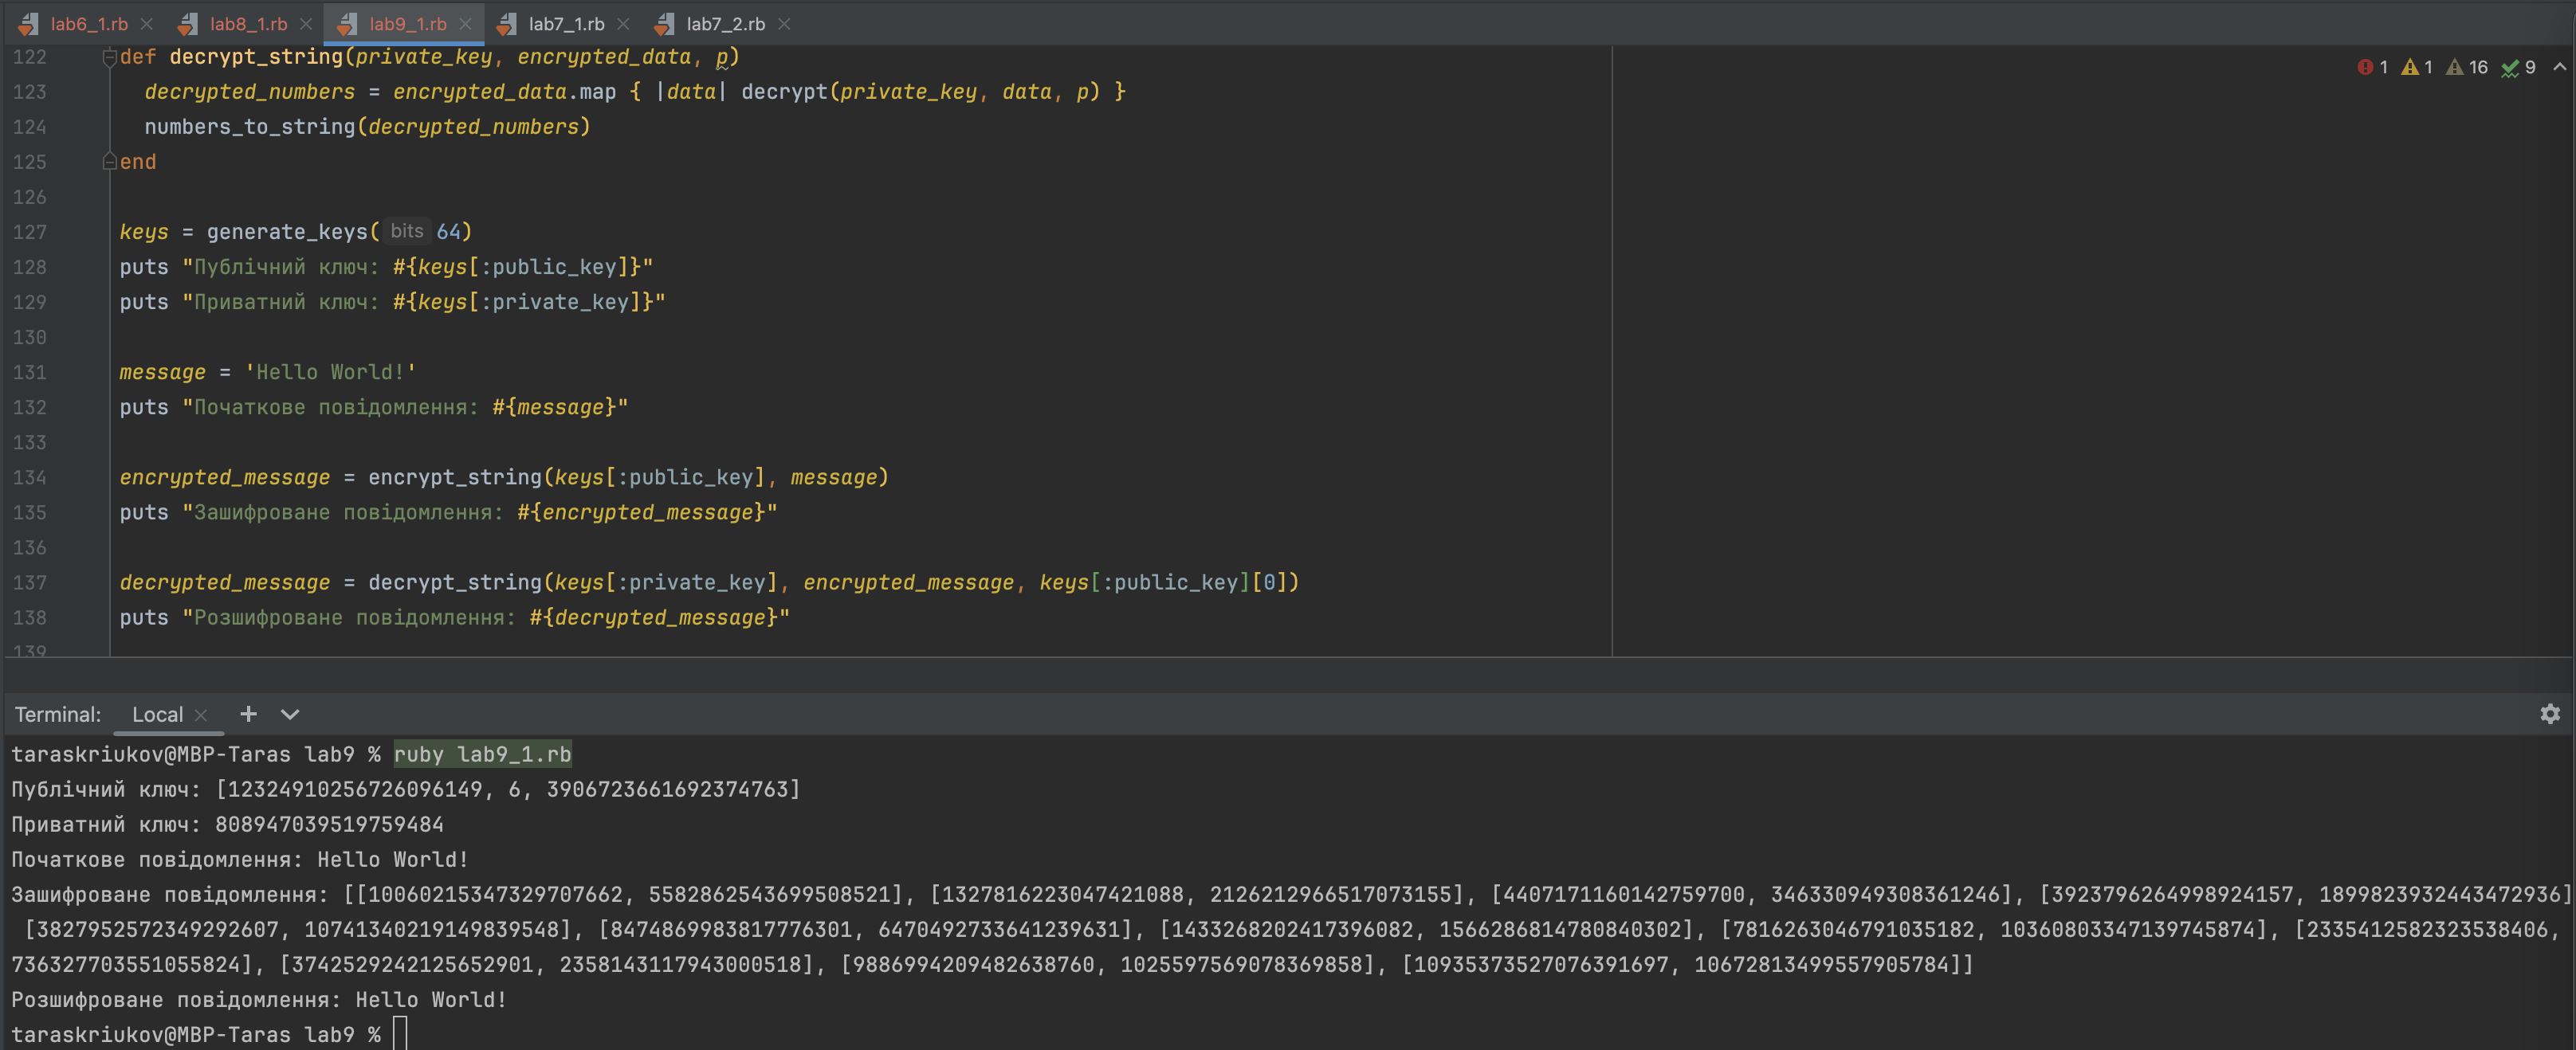 lab6_1.rb lab8_1.rb lab9_1.rb lab7_1.rb lab7_2.rb
1 1 16 9
122 def decrypt_string(private_key, encrypted_data, p)
123 decrypted_numbers = encrypted_data.map { |data| decrypt(private_key, data, p) }
124 numbers_to_string(decrypted_numbers)
125 end
126
127 keys = generate_keys( bits 64)
128 puts "Публічний ключ: #{keys[:public_key]}"
129 puts "Приватний ключ: #{keys[:private_key]}"
130
131 message = 'Hello World!'
132 puts "Початкове повідомлення: #{message}"
133
134 encrypted_message = encrypt_string(keys[:public_key], message)
135 puts "Зашифроване повідомлення: #{encrypted_message}"
136
137 decrypted_message = decrypt_string(keys[:private_key], encrypted_message, keys[:public_key][0])
138 puts "Розшифроване повідомлення: #{decrypted_message}"
139
Terminal: Local
taraskriukov@MBP-Taras lab9 % ruby lab9_1.rb
Публічний ключ: [12324910256726096149, 6, 3906723661692374763]
Приватний ключ: 808947039519759484
Початкове повідомлення: Hello World!
Зашифроване повідомлення: [[10060215347329707662, 5582862543699508521], [1327816223047421088, 2126212966517073155], [4407171160142759700, 346330949308361246], [3923796264998924157, 1899823932443472936]
[3827952572349292607, 10741340219149839548], [8474869983817776301, 6470492733641239631], [1433268202417396082, 1566286814780840302], [7816263046791035182, 10360803347139745874], [2335412582323538406,
736327703551055824], [3742529242125652901, 2358143117943000518], [9886994209482638760, 1025597569078369858], [10935373527076391697, 10672813499557905784]]
Розшифроване повідомлення: Hello World!
taraskriukov@MBP-Taras lab9 %